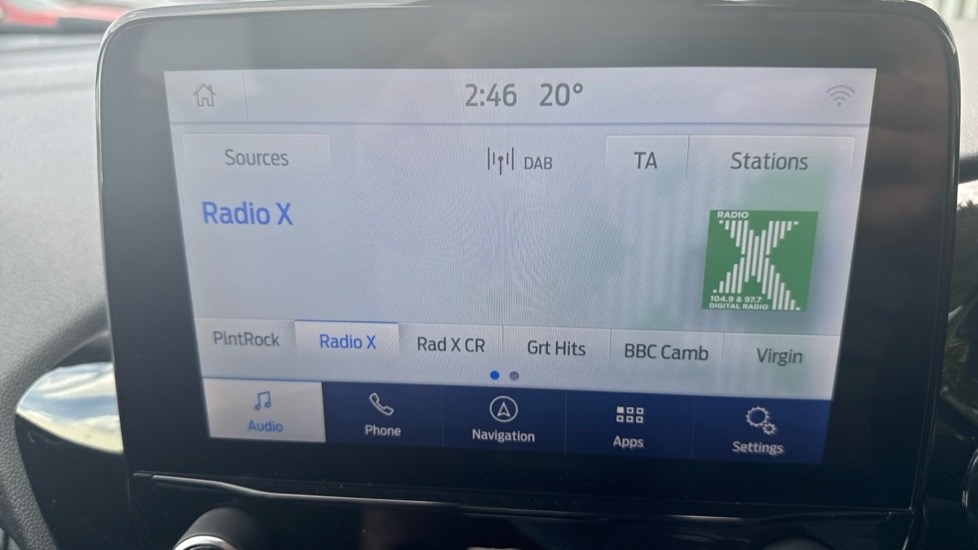 2:46 20°
Sources DAB TA Stations
Radio X
RADIO
X
104.9 & 97.7
DIGITAL RADIO
PlntRock Radio X Rad X CR Grt Hits BBC Camb Virgin
Audio Phone Navigation Apps Settings